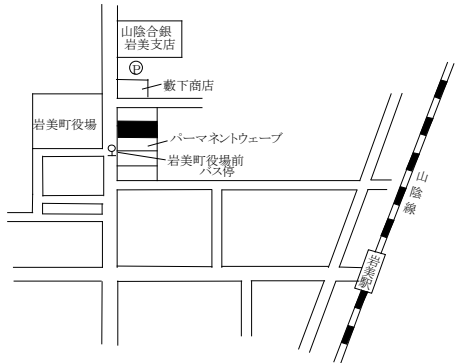 山陰合銀
岩美支店
P
藪下商店
岩美町役場
パーマネントウェーブ
岩美町役場前
バス停
山陰線
岩美駅